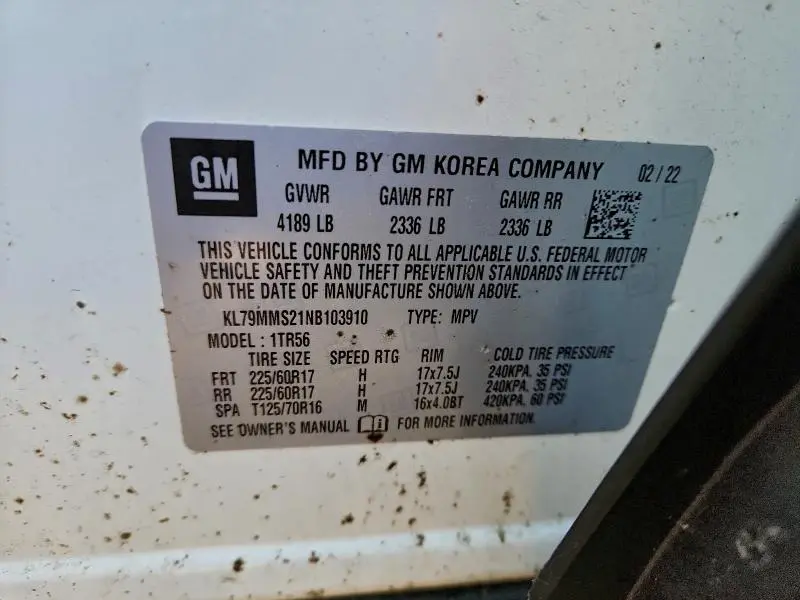 GM MFD BY GM KOREA COMPANY 02 / 22
GVWR GAWR FRT GAWR RR
4189 LB 2336 LB 2336 LB
THIS VEHICLE CONFORMS TO ALL APPLICABLE U.S. FEDERAL MOTOR
VEHICLE SAFETY AND THEFT PREVENTION STANDARDS IN EFFECT
ON THE DATE OF MANUFACTURE SHOWN ABOVE.
KL79MMS21NB103910 TYPE: MPV
MODEL : 1TR56
TIRE SIZE SPEED RTG RIM COLD TIRE PRESSURE
FRT 225/60R17 H 17x7.5J 240KPA. 35 PSI
RR 225/60R17 H 17x7.5J 240KPA. 35 PSI
SPA T125/70R16 M 16x4.0BT 420KPA. 60 PSI
SEE OWNER'S MANUAL FOR MORE INFORMATION.